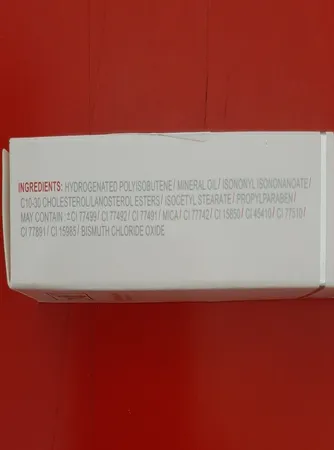 INGREDIENTS: HYDROGENATED POLYISOBUTENE/ MINERAL OIL/ ISONONYL ISONONANOATE/
C10-30 CHOLESTEROL/LANOSTEROL ESTERS/ ISOCETYL STEARATE/ PROPYLPARABEN/
MAY CONTAIN :±CI 77499/ CI 77492/ CI 77491/ MICA/ CI 77742/ CI 15850/ CI 45410/ CI 77510/
CI 77891/ CI 15985/ BISMUTH CHLORIDE OXIDE